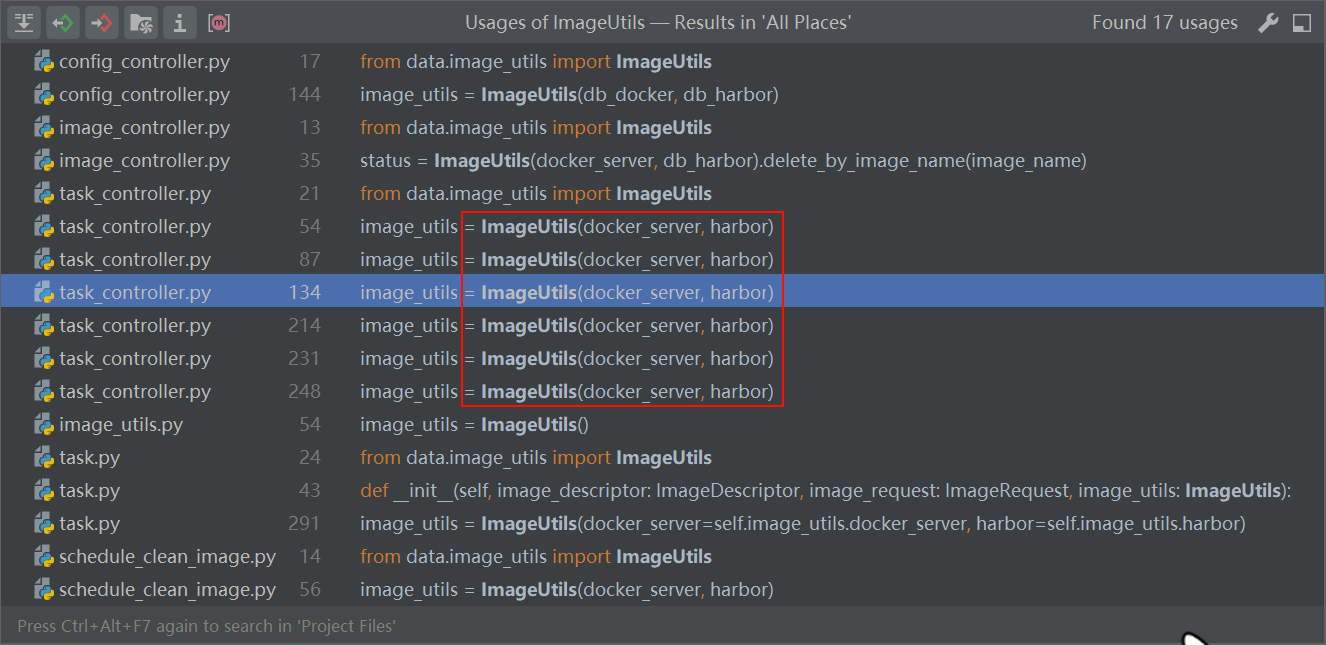 Usages of ImageUtils — Results in 'All Places' Found 17 usages
config_controller.py 17 from data.image_utils import ImageUtils
config_controller.py 144 image_utils = ImageUtils(db_docker, db_harbor)
image_controller.py 13 from data.image_utils import ImageUtils
image_controller.py 35 status = ImageUtils(docker_server, db_harbor).delete_by_image_name(image_name)
task_controller.py 21 from data.image_utils import ImageUtils
task_controller.py 54 image_utils = ImageUtils(docker_server, harbor)
task_controller.py 87 image_utils = ImageUtils(docker_server, harbor)
task_controller.py 134 image_utils = ImageUtils(docker_server, harbor)
task_controller.py 214 image_utils = ImageUtils(docker_server, harbor)
task_controller.py 231 image_utils = ImageUtils(docker_server, harbor)
task_controller.py 248 image_utils = ImageUtils(docker_server, harbor)
image_utils.py 54 image_utils = ImageUtils()
task.py 24 from data.image_utils import ImageUtils
task.py 43 def __init__(self, image_descriptor: ImageDescriptor, image_request: ImageRequest, image_utils: ImageUtils):
task.py 291 image_utils = ImageUtils(docker_server=self.image_utils.docker_server, harbor=self.image_utils.harbor)
schedule_clean_image.py 14 from data.image_utils import ImageUtils
schedule_clean_image.py 56 image_utils = ImageUtils(docker_server, harbor)
Press Ctrl+Alt+F7 again to search in 'Project Files'